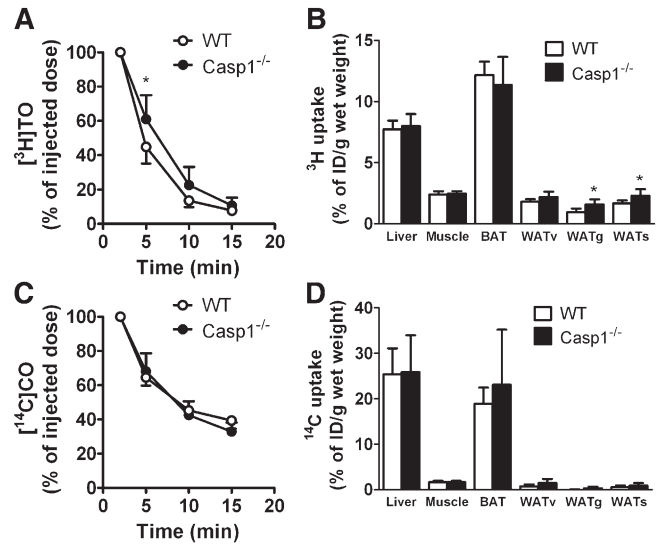 A
WT
Casp1-/-
[3H]TO
(% of injected dose)
100
80
60
40
20
0
*
0 5 10 15 20
Time (min)
B
WT
Casp1-/-
3H uptake
(% of ID/g wet weight)
15
10
5
0
* *
Liver Muscle BAT WATv WATg WATs
C
WT
Casp1-/-
[14C]CO
(% of injected dose)
100
80
60
40
20
0
0 5 10 15 20
Time (min)
D
WT
Casp1-/-
14C uptake
(% of ID/g wet weight)
40
30
20
10
0
Liver Muscle BAT WATv WATg WATs